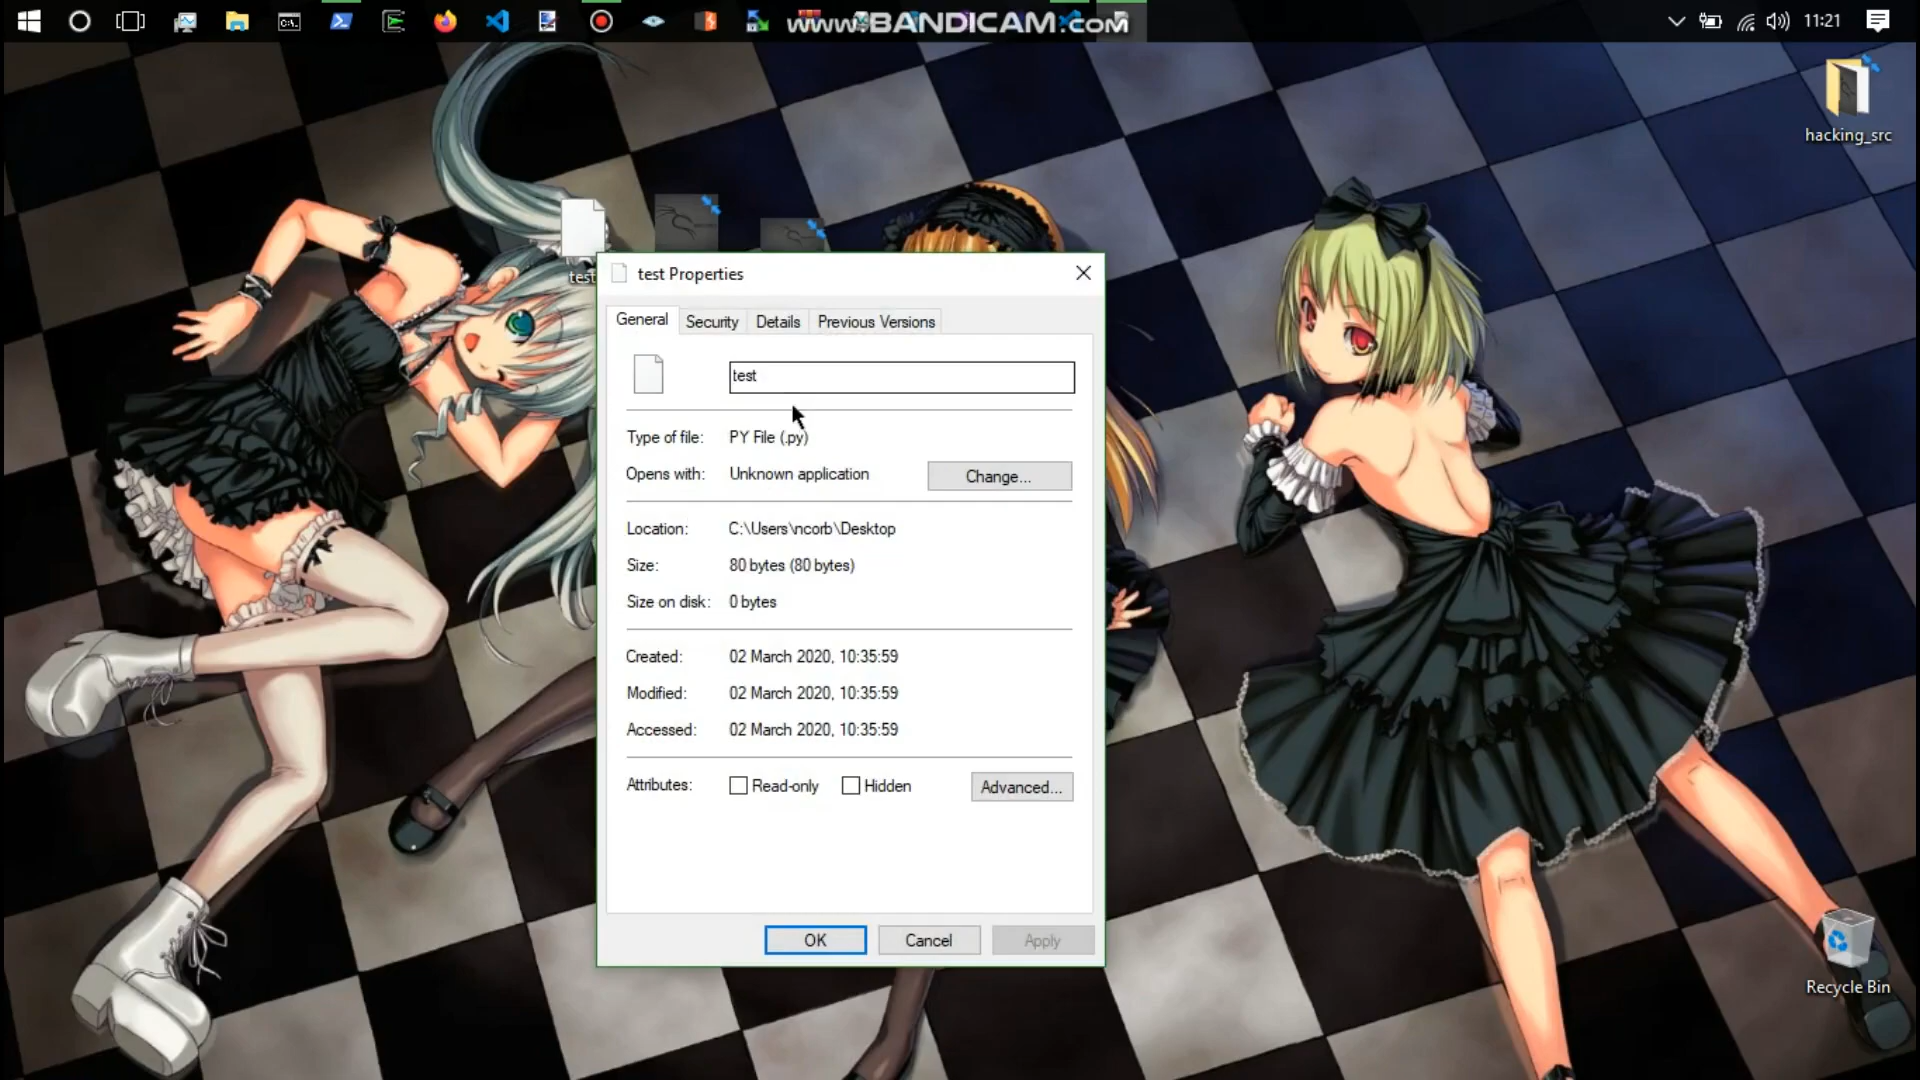 www.BANDICAM.com
11:21
hacking_src
test
test Properties
General
Security
Details
Previous Versions
test
Type of file: PY File (.py)
Opens with: Unknown application
Change...
Location: C:\Users\ncorb\Desktop
Size: 80 bytes (80 bytes)
Size on disk: 0 bytes
Created: 02 March 2020, 10:35:59
Modified: 02 March 2020, 10:35:59
Accessed: 02 March 2020, 10:35:59
Attributes: Read-only Hidden Advanced...
OK Cancel Apply
Recycle Bin